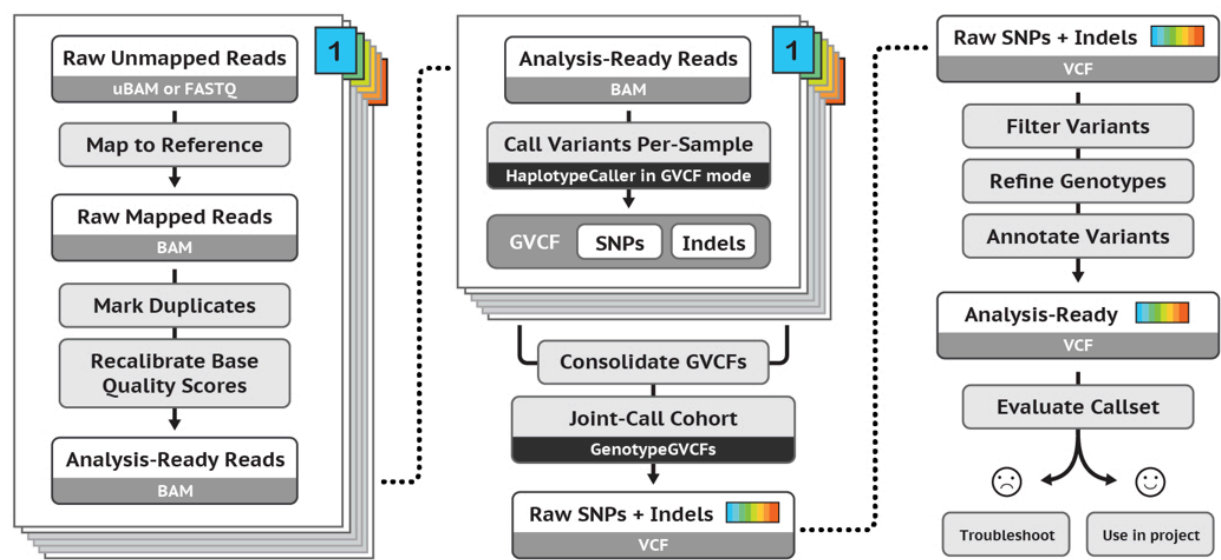 Raw Unmapped Reads
uBAM or FASTQ
1
Map to Reference
Raw Mapped Reads
BAM
Mark Duplicates
Recalibrate Base
Quality Scores
Analysis-Ready Reads
BAM
Analysis-Ready Reads
BAM
1
Call Variants Per-Sample
HaplotypeCaller in GVCF mode
GVCF SNPs Indels
Consolidate GVCFs
Joint-Call Cohort
GenotypeGVCFs
Raw SNPs + Indels
VCF
Raw SNPs + Indels
VCF
Filter Variants
Refine Genotypes
Annotate Variants
Analysis-Ready
VCF
Evaluate Callset
Troubleshoot
Use in project